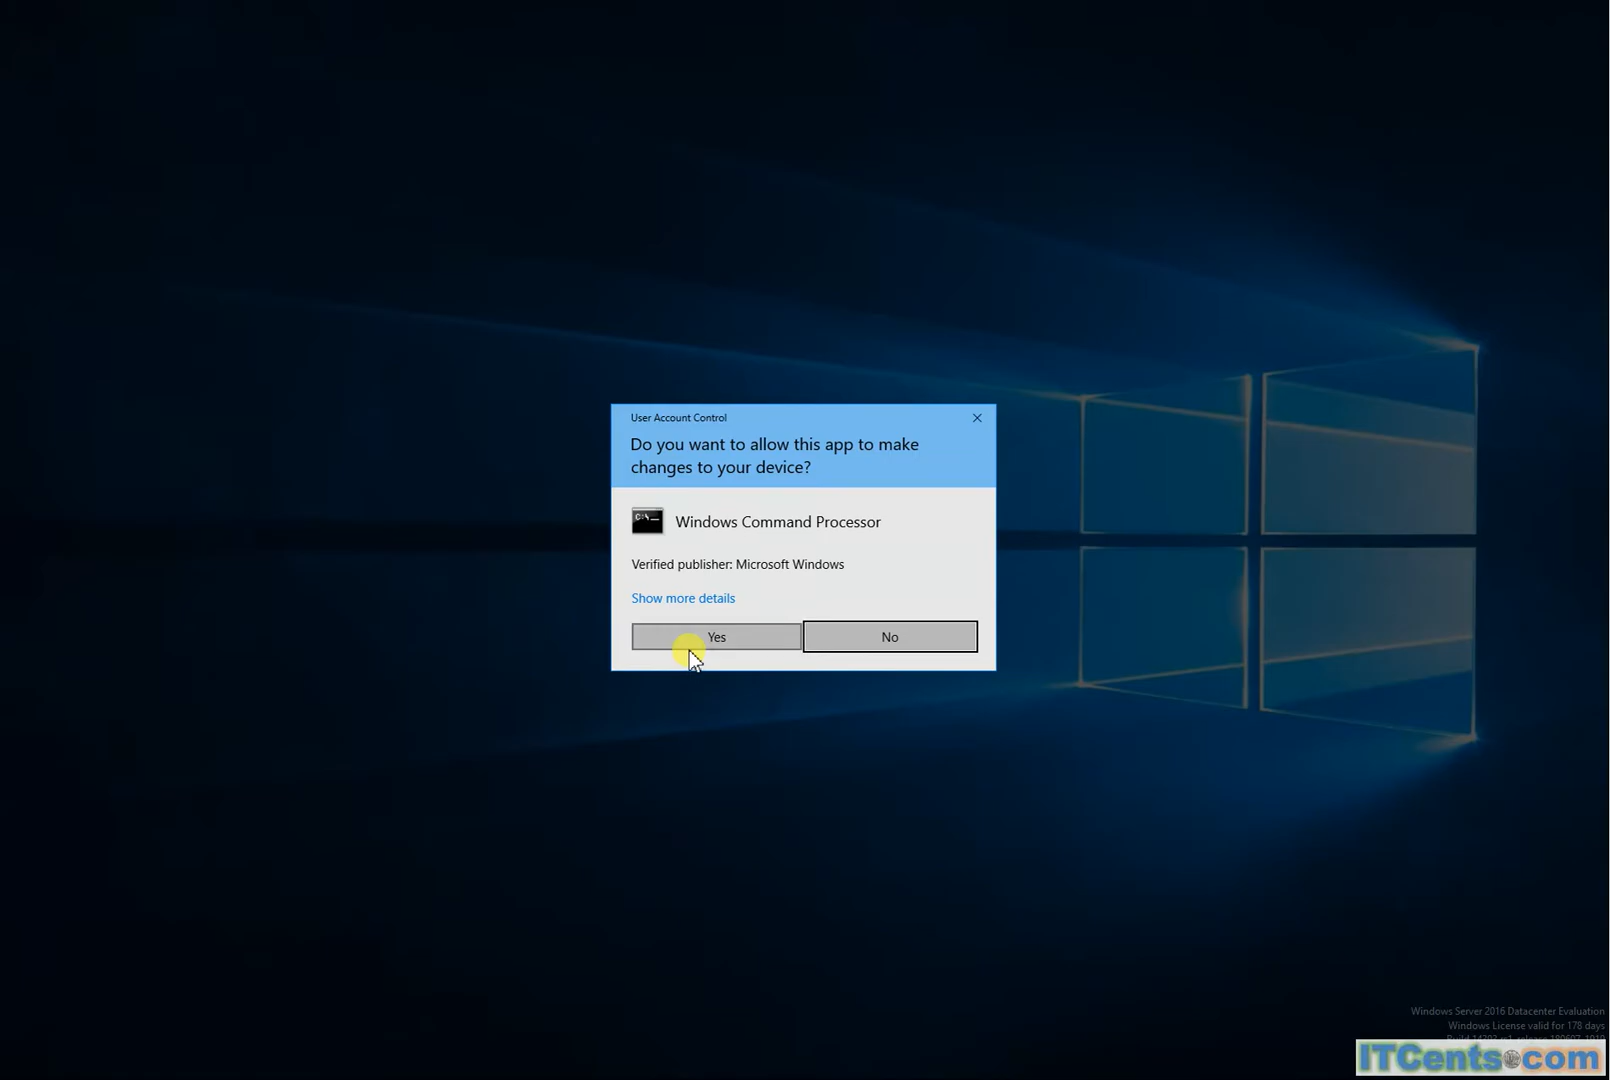 User Account Control
Do you want to allow this app to make
changes to your device?
C:\_
Windows Command Processor
Verified publisher: Microsoft Windows
Show more details
Yes
No
Windows Server 2016 Datacenter Evaluation
Windows License valid for 178 days
ITCents.com